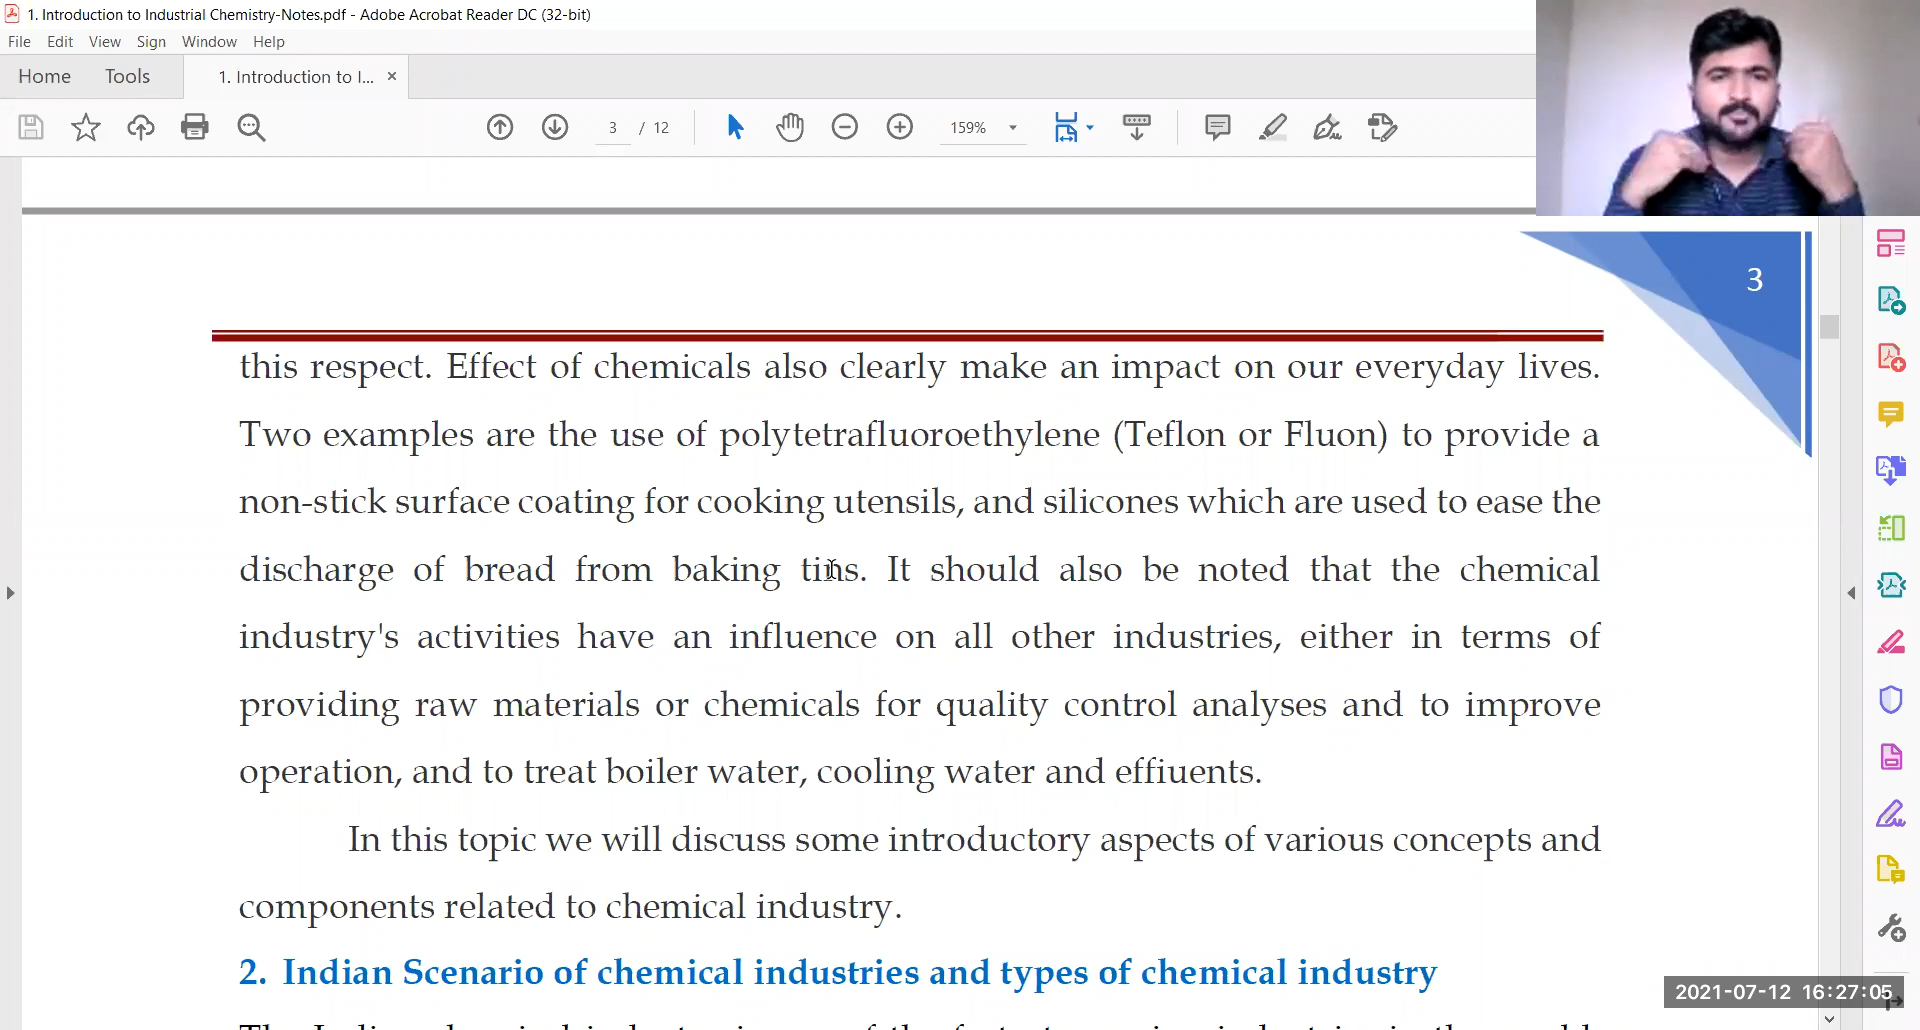 1. Introduction to Industrial Chemistry-Notes.pdf - Adobe Acrobat Reader DC (32-bit)
File Edit View Sign Window Help
Home Tools 1. Introduction to I... ×
3 / 12 159%
3
this respect. Effect of chemicals also clearly make an impact on our everyday lives.
Two examples are the use of polytetrafluoroethylene (Teflon or Fluon) to provide a
non-stick surface coating for cooking utensils, and silicones which are used to ease the
discharge of bread from baking tins. It should also be noted that the chemical
industry's activities have an influence on all other industries, either in terms of
providing raw materials or chemicals for quality control analyses and to improve
operation, and to treat boiler water, cooling water and effiuents.
In this topic we will discuss some introductory aspects of various concepts and
components related to chemical industry.
2. Indian Scenario of chemical industries and types of chemical industry
2021-07-12 16:27:05